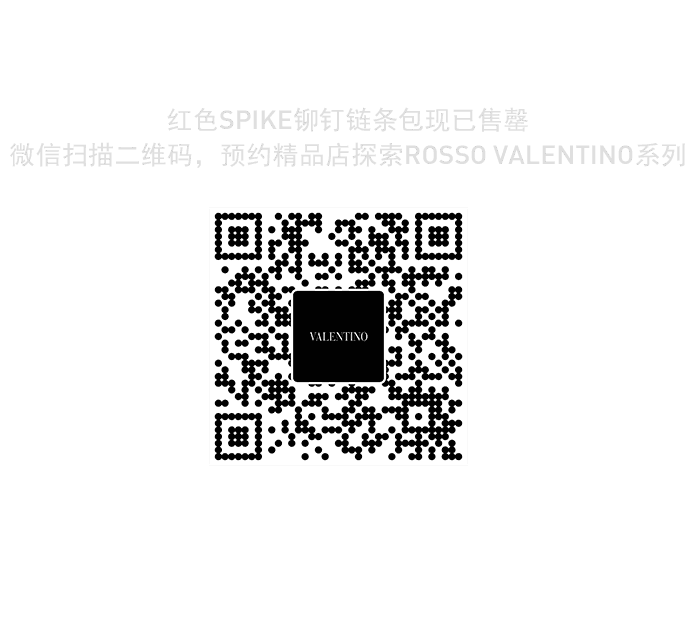 红色SPIKE铆钉链条包现已售罄
微信扫描二维码，预约精品店探索ROSSO VALENTINO系列
VALENTINO